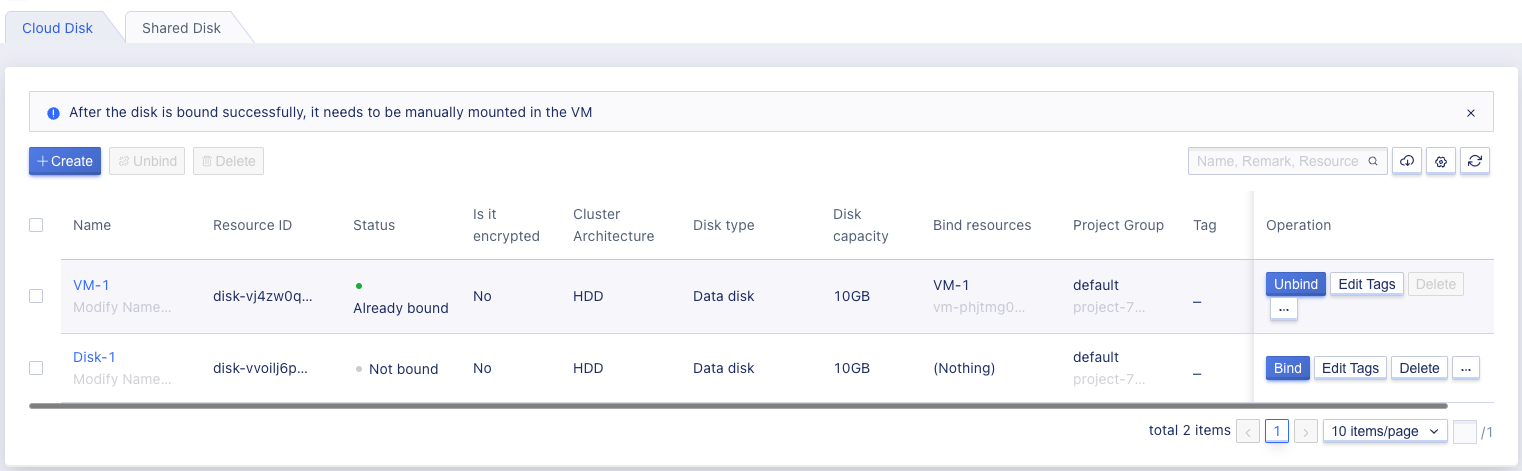 Cloud Disk
Shared Disk
After the disk is bound successfully, it needs to be manually mounted in the VM
Create
Unbind
Delete
Name, Remark, Resource
Name
Resource ID
Status
Is it
encrypted
Cluster
Architecture
Disk type
Disk
capacity
Bind resources
Project Group
Tag
Operation
VM-1
Modify Name...
disk-vj4zw0q...
Already bound
No
HDD
Data disk
10GB
VM-1
vm-phjtmg0...
default
project-7...
–
Unbind
Edit Tags
Delete
...
Disk-1
Modify Name...
disk-vvoilj6p...
Not bound
No
HDD
Data disk
10GB
(Nothing)
default
project-7...
–
Bind
Edit Tags
Delete
...
total 2 items
1
10 items/page
/1